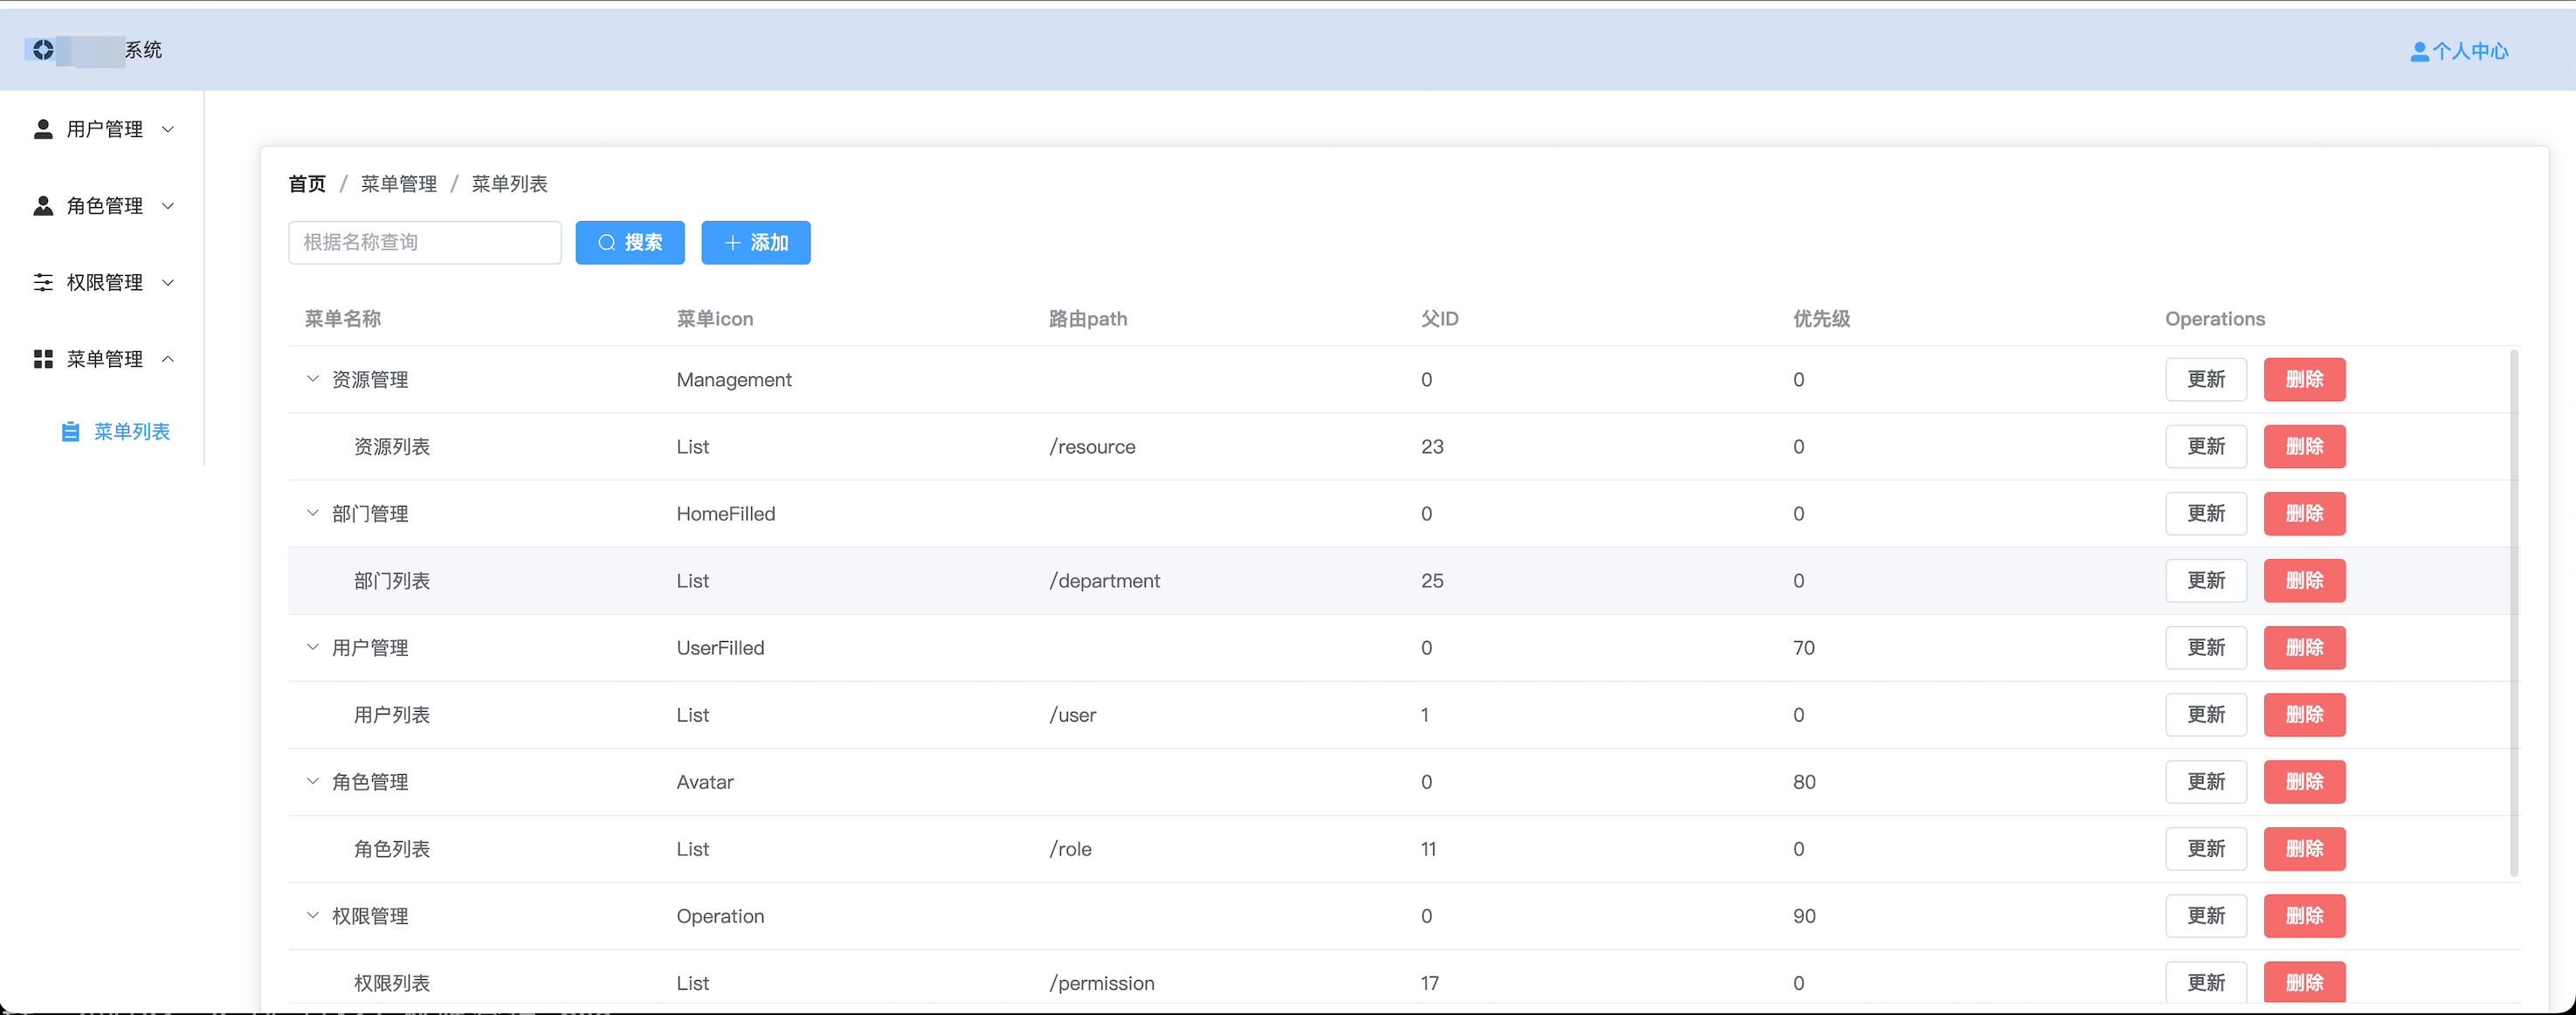 系统
个人中心
用户管理
角色管理
权限管理
菜单管理
菜单列表
首页 / 菜单管理 / 菜单列表
根据名称查询 搜索 添加
菜单名称 菜单icon 路由path 父ID 优先级 Operations
资源管理 Management 0 0 更新 删除
资源列表 List /resource 23 0 更新 删除
部门管理 HomeFilled 0 0 更新 删除
部门列表 List /department 25 0 更新 删除
用户管理 UserFilled 0 70 更新 删除
用户列表 List /user 1 0 更新 删除
角色管理 Avatar 0 80 更新 删除
角色列表 List /role 11 0 更新 删除
权限管理 Operation 0 90 更新 删除
权限列表 List /permission 17 0 更新 删除